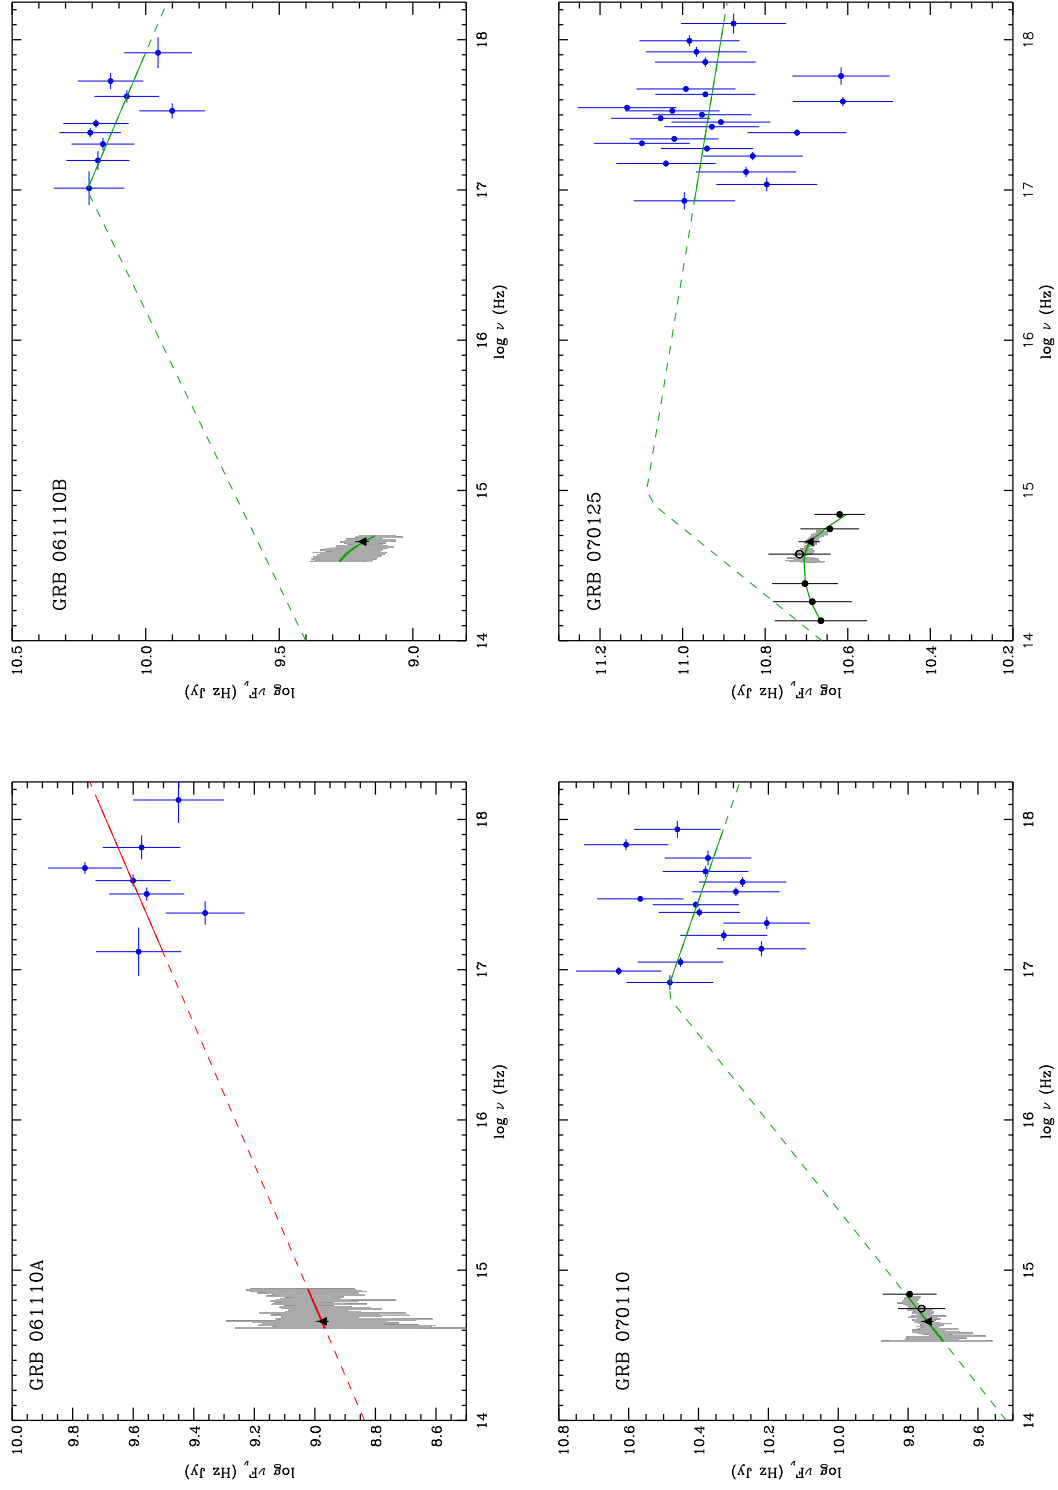 GRB 061110A
log νFν (Hz Jy)
10.0
9.8
9.6
9.4
9.2
9.0
8.8
8.6
14 15 16 17 18
log ν (Hz)
GRB 061110B
log νFν (Hz Jy)
10.5
10.0
9.5
9.0
14 15 16 17 18
log ν (Hz)
GRB 070110
log νFν (Hz Jy)
10.8
10.6
10.4
10.2
10.0
9.8
9.6
14 15 16 17 18
log ν (Hz)
GRB 070125
log νFν (Hz Jy)
11.2
11.0
10.8
10.6
10.4
10.2
14 15 16 17 18
log ν (Hz)